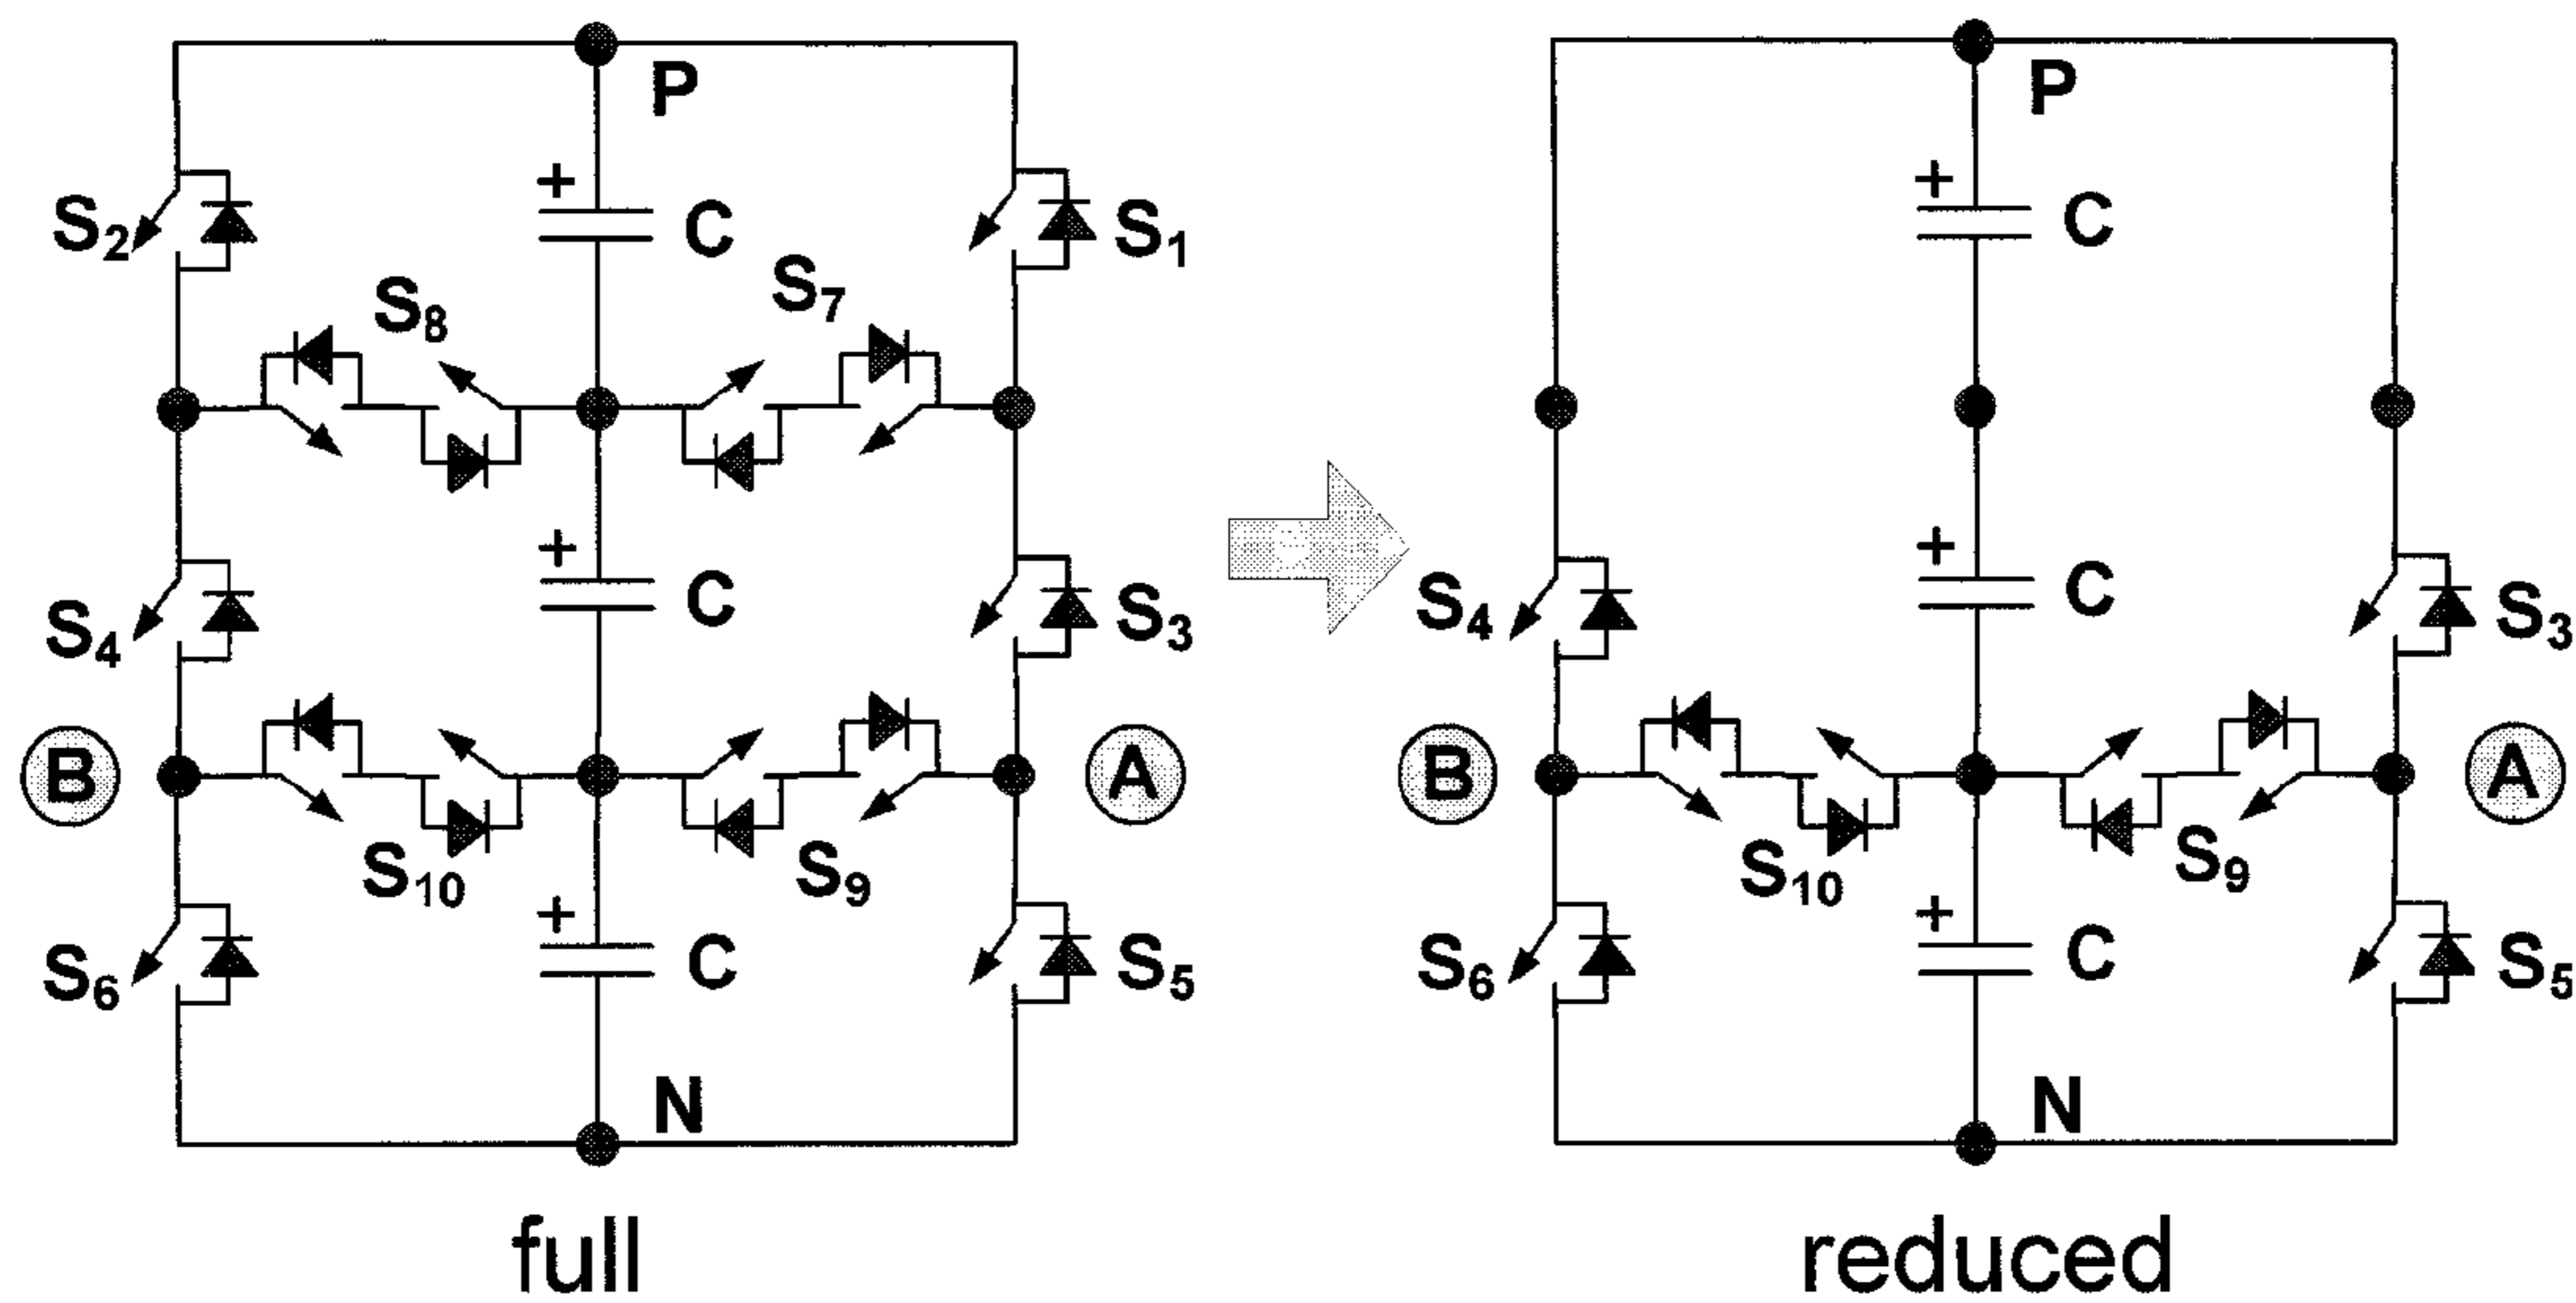 P P
+ +
S2 C S1 C
S8 S7
+ +
S4 C S3 S4 C S3
B A B A
S10 S9 S10 S9
+ +
S6 C S5 S6 C S5
N N
full reduced